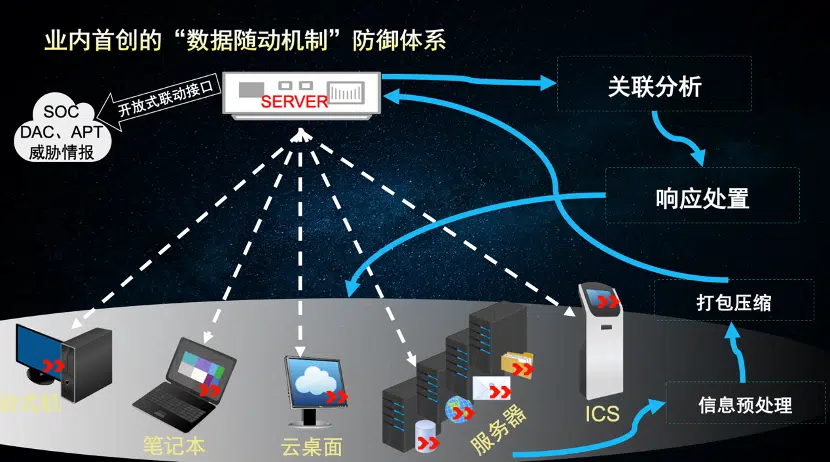 业内首创的“数据随动机制”防御体系
SERVER
开放式联动接口
SOC
DAC、APT
威胁情报
关联分析
响应处置
打包压缩
信息预处理
台式机
笔记本
云桌面
服务器
ICS